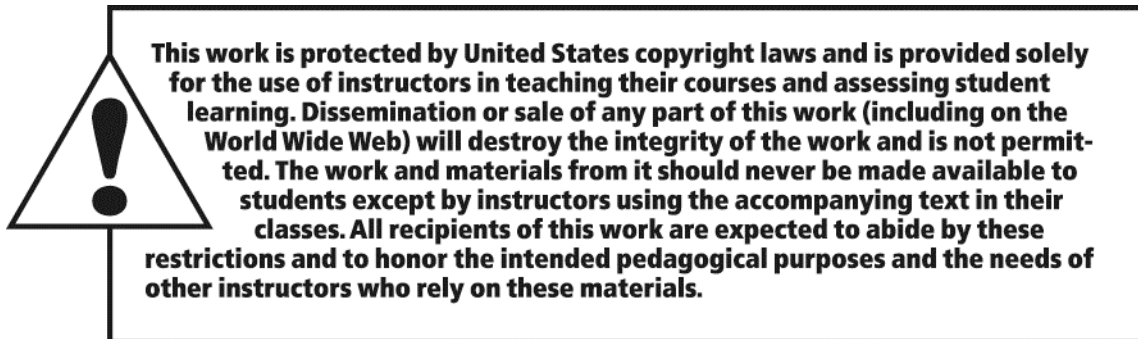 This work is protected by United States copyright laws and is provided solely
for the use of instructors in teaching their courses and assessing student
learning. Dissemination or sale of any part of this work (including on the
World Wide Web) will destroy the integrity of the work and is not permit-
ted. The work and materials from it should never be made available to
students except by instructors using the accompanying text in their
classes. All recipients of this work are expected to abide by these
restrictions and to honor the intended pedagogical purposes and the needs of
other instructors who rely on these materials.